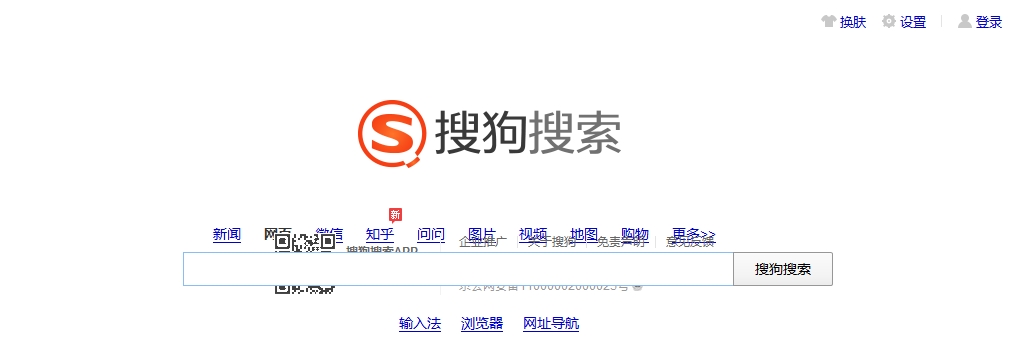 换肤 设置 登录
搜狗搜索
新
新闻 网页 微信 知乎 问问 图片 视频 地图 购物 更多>>
企业推广 关于搜狗 免责声明 意见反馈
搜狗搜索APP
搜狗搜索
京公网安备11000002000025号
输入法 浏览器 网址导航